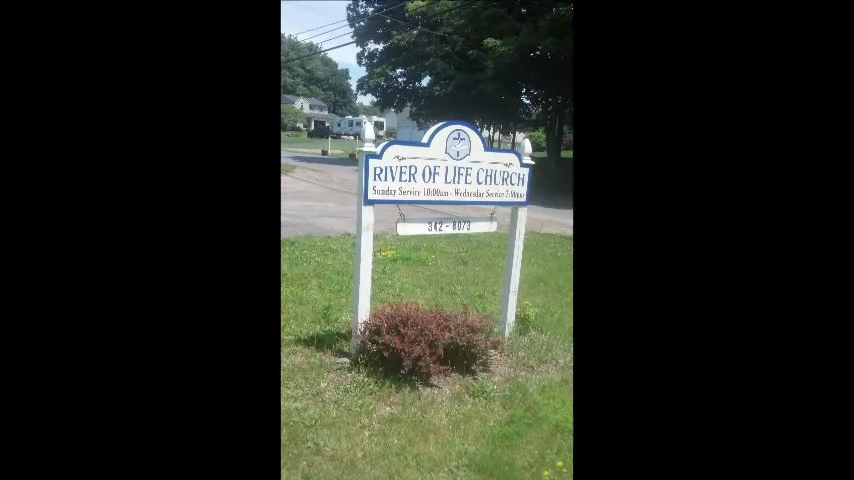 RIVER OF LIFE CHURCH
Sunday Service 10:00am - Wednesday Service 7:00pm
342 - 8073